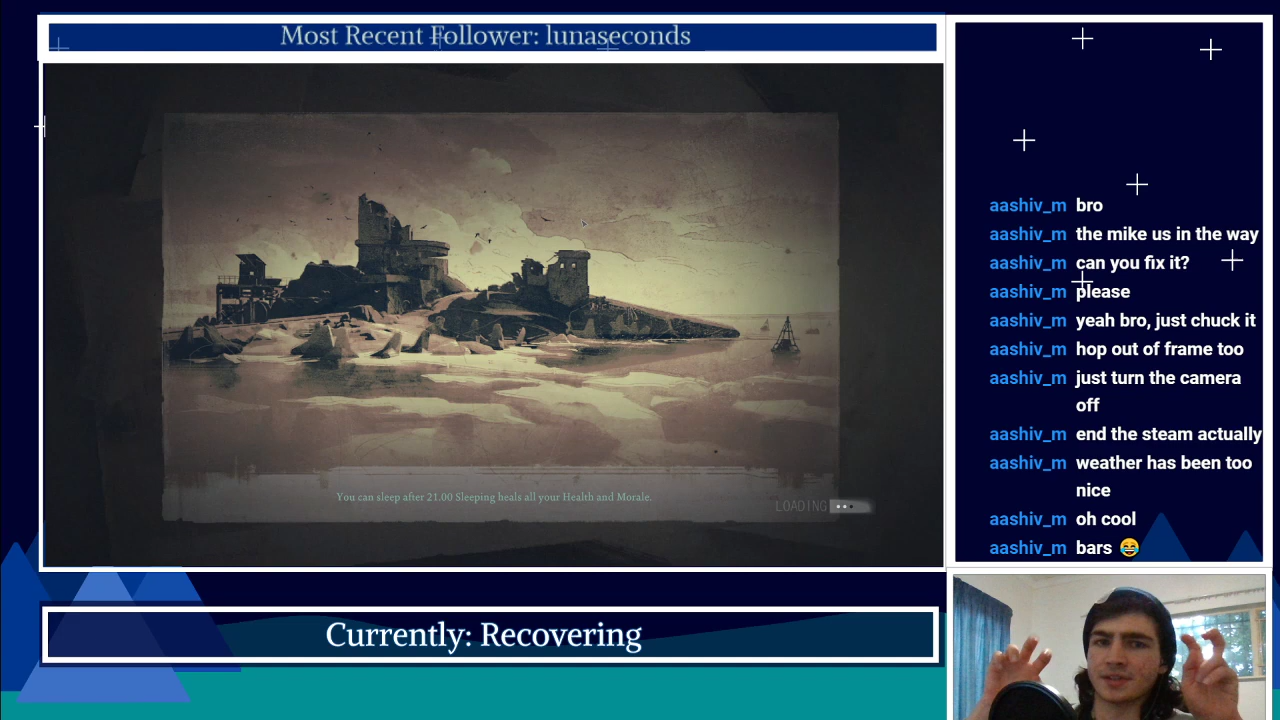 Most Recent Follower: lunaseconds
You can sleep after 21.00 Sleeping heals all your Health and Morale.
LOADING
Currently: Recovering
aashiv_m bro
aashiv_m the mike us in the way
aashiv_m can you fix it?
aashiv_m please
aashiv_m yeah bro, just chuck it
aashiv_m hop out of frame too
aashiv_m just turn the camera
off
aashiv_m end the steam actually
aashiv_m weather has been too
nice
aashiv_m oh cool
aashiv_m bars 😂